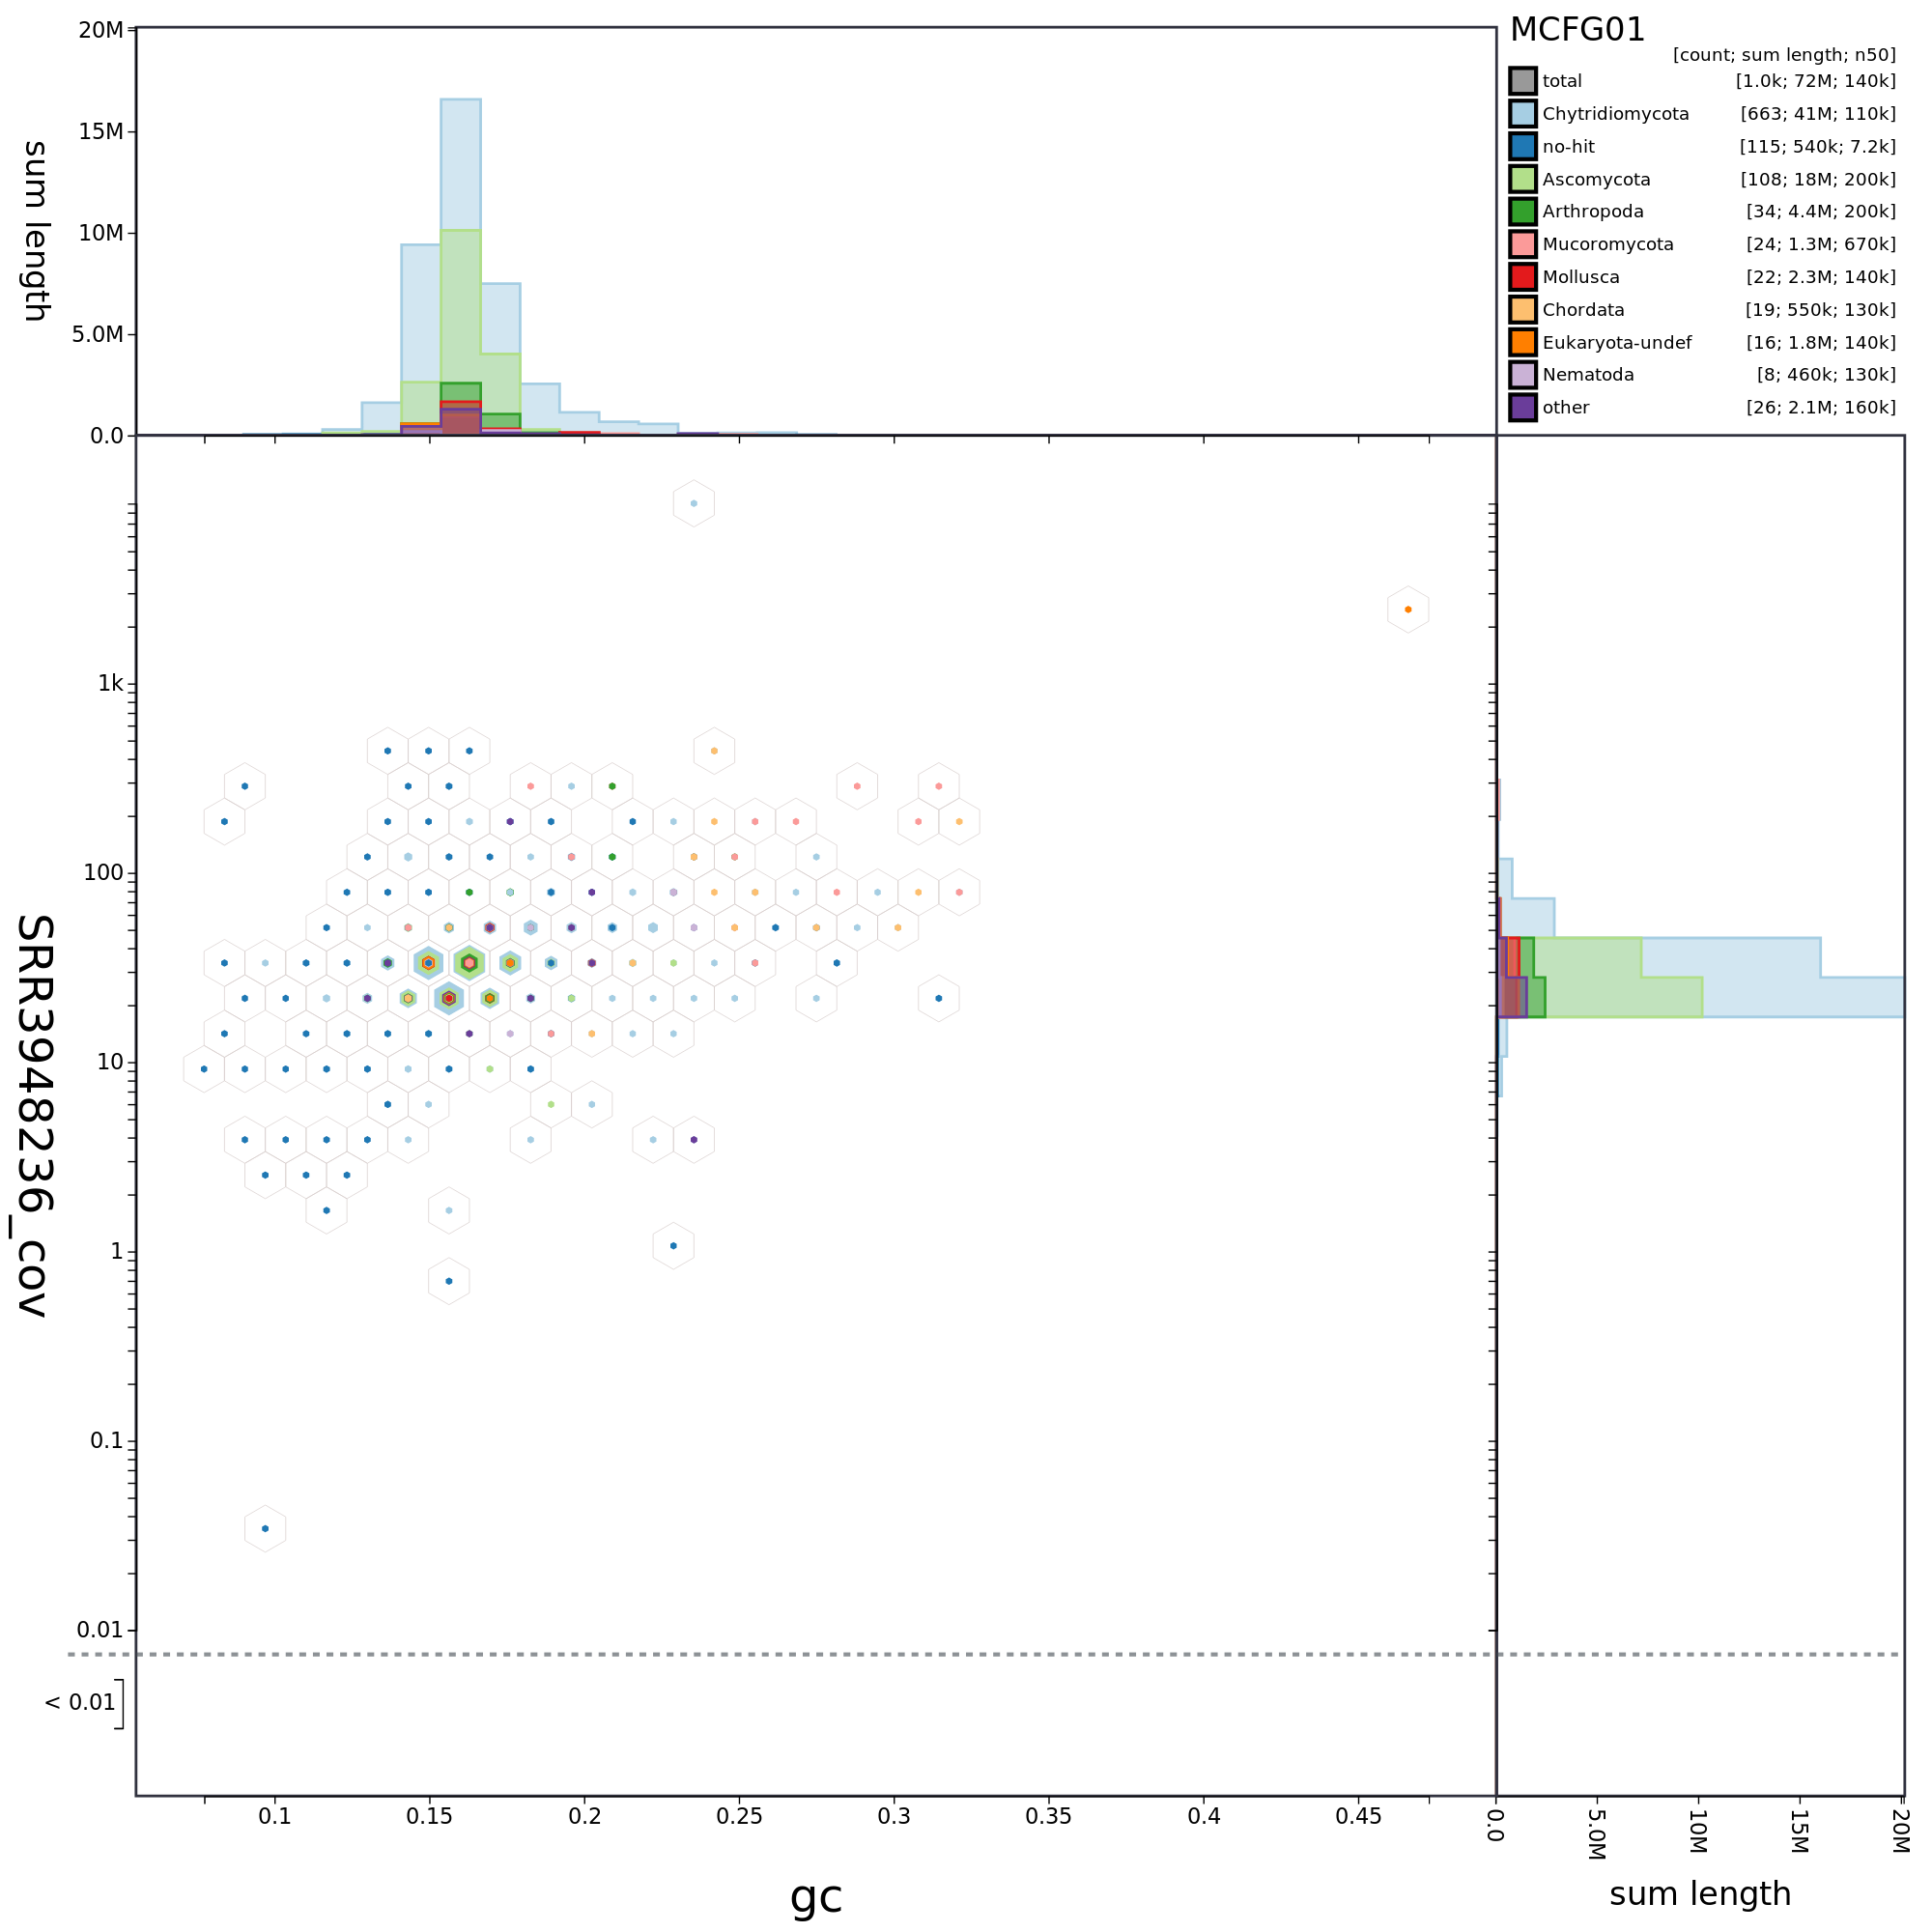 MCFG01
[count; sum length; n50]
total [1.0k; 72M; 140k]
Chytridiomycota [663; 41M; 110k]
no-hit [115; 540k; 7.2k]
Ascomycota [108; 18M; 200k]
Arthropoda [34; 4.4M; 200k]
Mucoromycota [24; 1.3M; 670k]
Mollusca [22; 2.3M; 140k]
Chordata [19; 550k; 130k]
Eukaryota-undef [16; 1.8M; 140k]
Nematoda [8; 460k; 130k]
other [26; 2.1M; 160k]
sum length
20M
15M
10M
5.0M
0.0
SRR3948236_cov
1k
100
10
1
0.1
0.01
< 0.01
0.1 0.15 0.2 0.25 0.3 0.35 0.4 0.45
gc
0.0 5.0M 10M 15M 20M
sum length